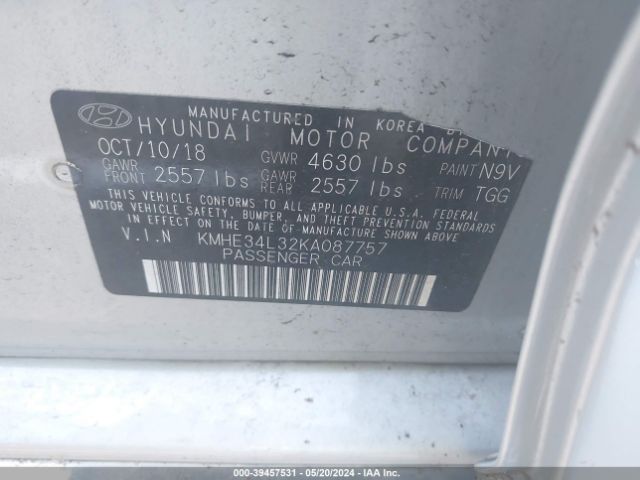 MANUFACTURED IN KOREA BY
HYUNDAI MOTOR COMPANY
OCT/10/18 GVWR 4630 lbs PAINT N9V
GAWR FRONT 2557 lbs GAWR REAR 2557 lbs TRIM TGG
THIS VEHICLE CONFORMS TO ALL APPLICABLE U.S.A. FEDERAL
MOTOR VEHICLE SAFETY, BUMPER, AND THEFT PREVENTION STANDARDS
IN EFFECT ON THE DATE OF MANUFACTURE SHOWN ABOVE.
V.I.N KMHE34L32KA087757
PASSENGER CAR
000-39457531 - 05/20/2024 - IAA Inc.